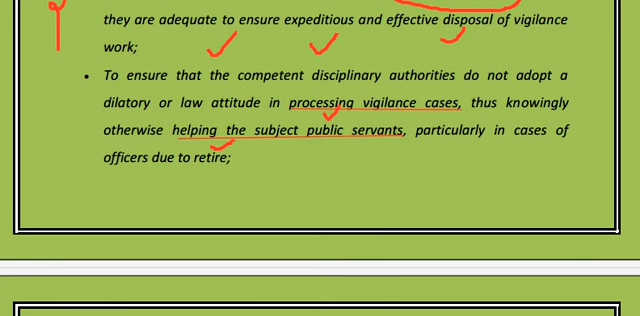 they are adequate to ensure expeditious and effective disposal of vigilance
work;
• To ensure that the competent disciplinary authorities do not adopt a
dilatory or law attitude in processing vigilance cases, thus knowingly
otherwise helping the subject public servants, particularly in cases of
officers due to retire;